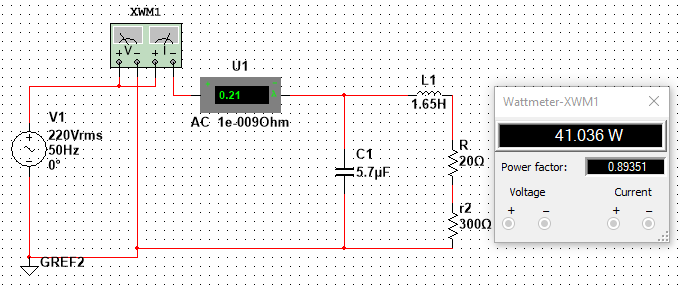 XWM1
V
I
+ - + -
U1
0.21
AC 1e-009Ohm
V1
220Vrms
50Hz
0°
L1
1.65H
C1
5.7µF
R
20Ω
r2
300Ω
GREF2
Wattmeter-XWM1
41.036 W
Power factor:
0.89351
Voltage Current
+ - + -